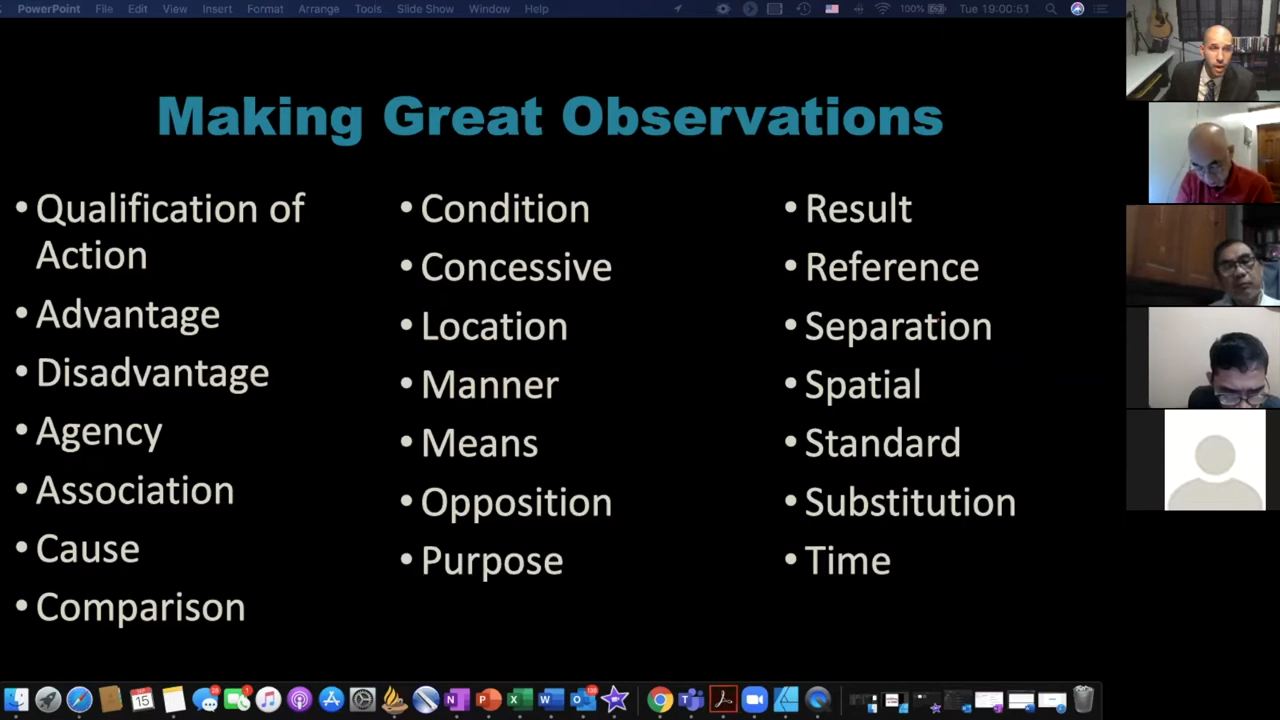 PowerPoint File Edit View Insert Format Arrange Tools Slide Show Window Help 100% Tue 19:00:51
Making Great Observations
• Qualification of
Action
• Advantage
• Disadvantage
• Agency
• Association
• Cause
• Comparison
• Condition
• Concessive
• Location
• Manner
• Means
• Opposition
• Purpose
• Result
• Reference
• Separation
• Spatial
• Standard
• Substitution
• Time
15